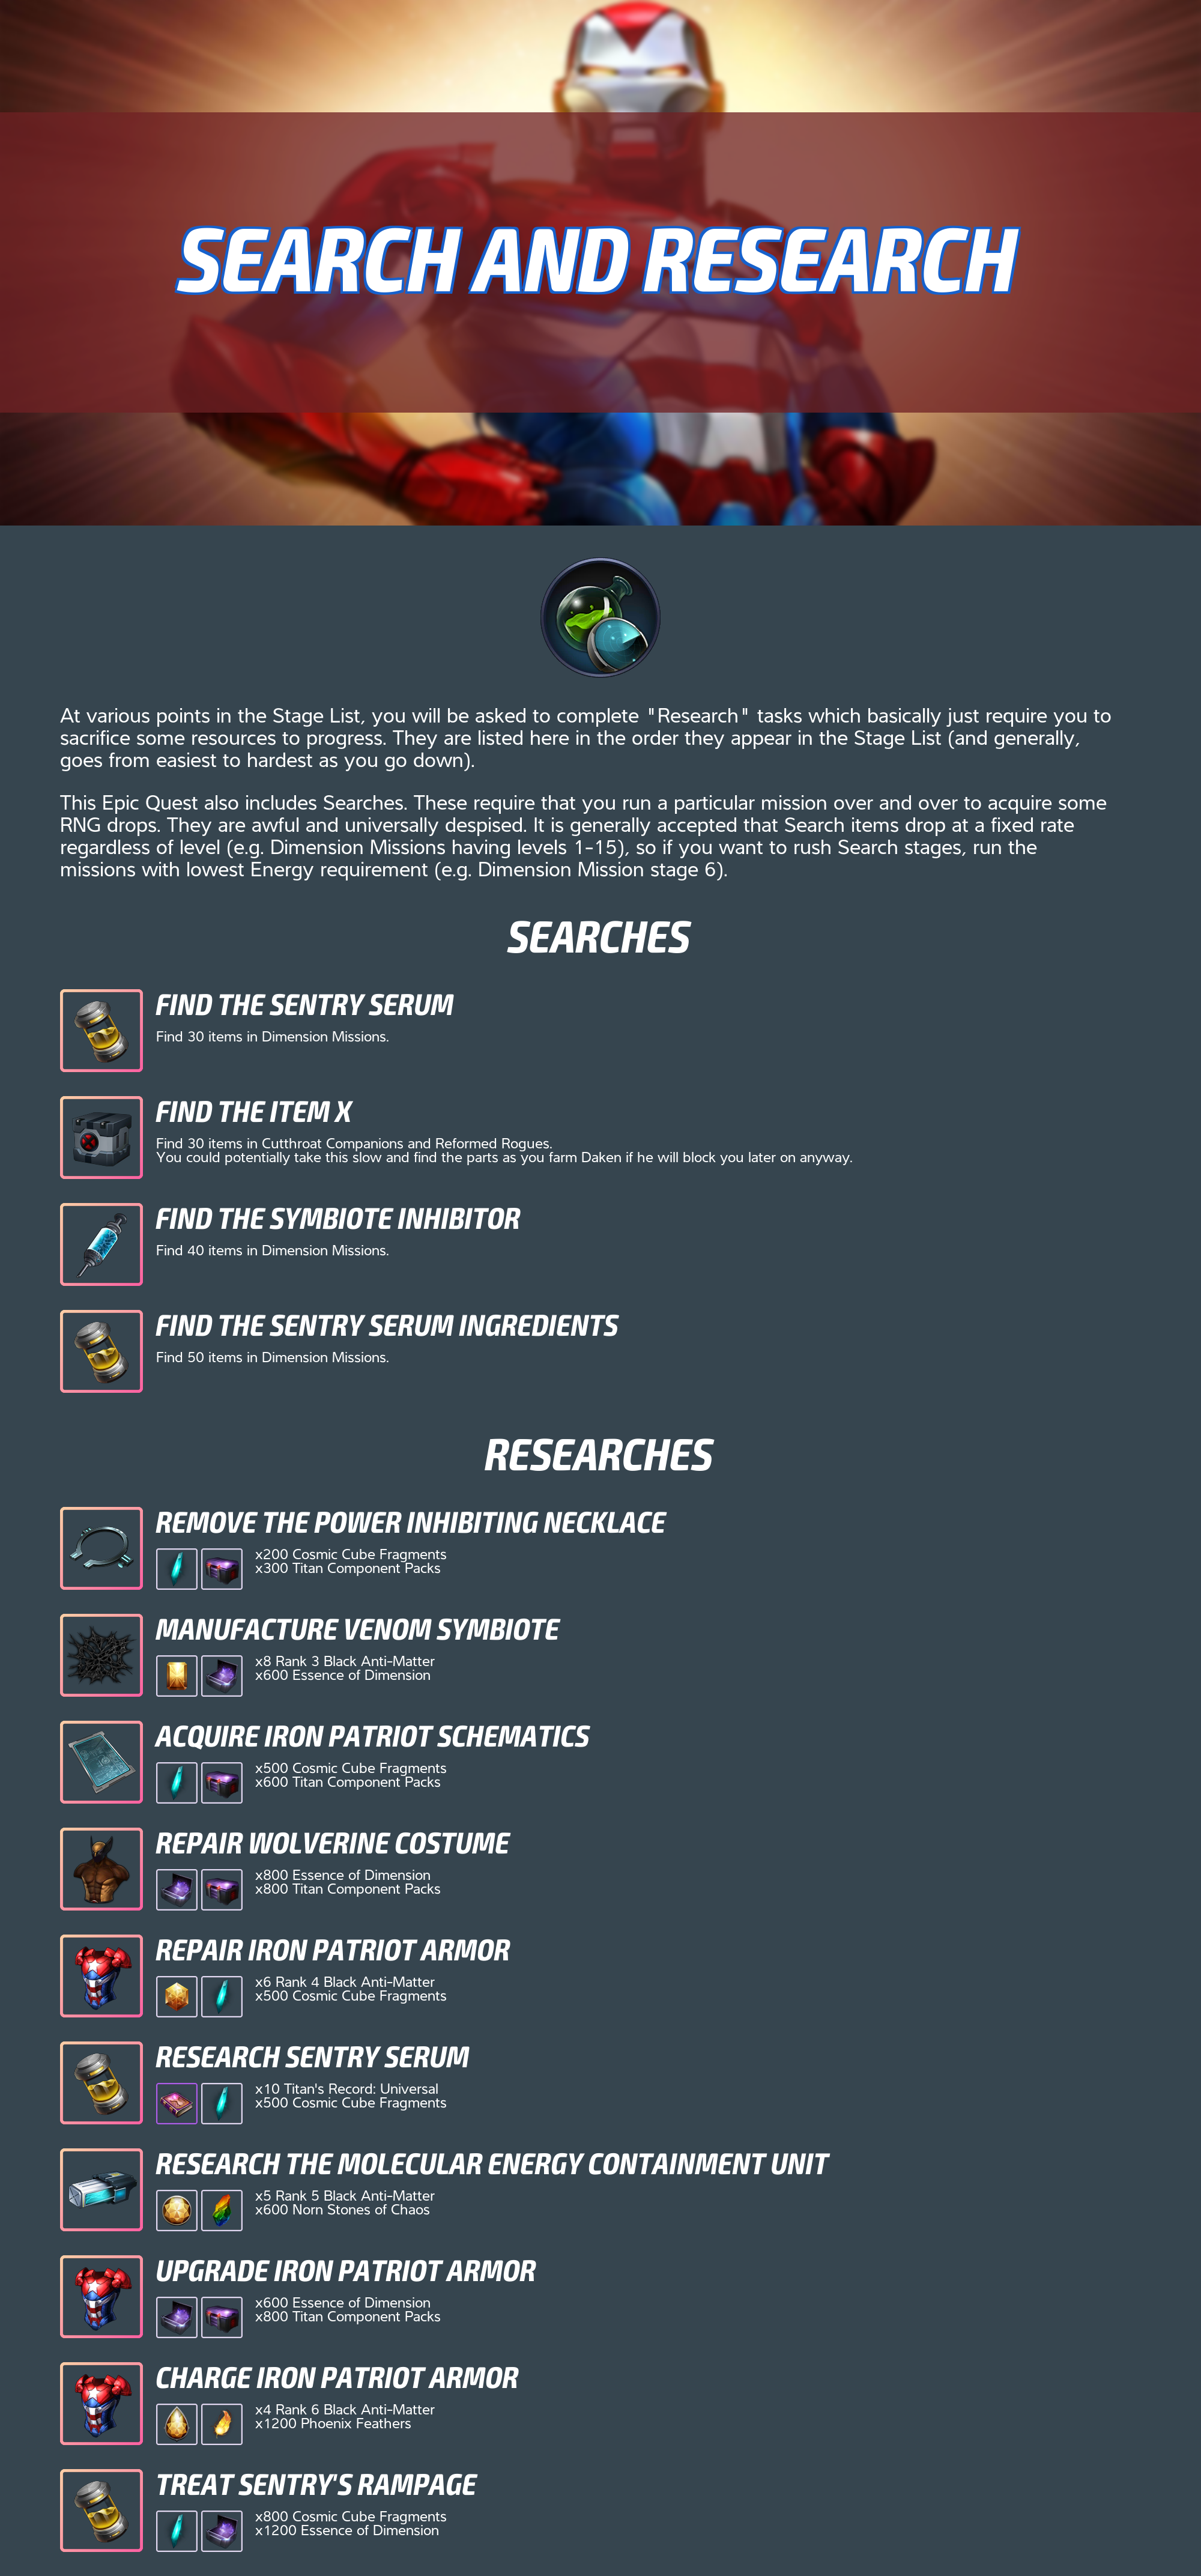 SEARCH AND RESEARCH
At various points in the Stage List, you will be asked to complete "Research" tasks which basically just require you to
sacrifice some resources to progress. They are listed here in the order they appear in the Stage List (and generally,
goes from easiest to hardest as you go down).
This Epic Quest also includes Searches. These require that you run a particular mission over and over to acquire some
RNG drops. They are awful and universally despised. It is generally accepted that Search items drop at a fixed rate
regardless of level (e.g. Dimension Missions having levels 1-15), so if you want to rush Search stages, run the
missions with lowest Energy requirement (e.g. Dimension Mission stage 6).
SEARCHES
FIND THE SENTRY SERUM
Find 30 items in Dimension Missions.
FIND THE ITEM X
Find 30 items in Cutthroat Companions and Reformed Rogues.
You could potentially take this slow and find the parts as you farm Daken if he will block you later on anyway.
FIND THE SYMBIOTE INHIBITOR
Find 40 items in Dimension Missions.
FIND THE SENTRY SERUM INGREDIENTS
Find 50 items in Dimension Missions.
RESEARCHES
REMOVE THE POWER INHIBITING NECKLACE
x200 Cosmic Cube Fragments
x300 Titan Component Packs
MANUFACTURE VENOM SYMBIOTE
x8 Rank 3 Black Anti-Matter
x600 Essence of Dimension
ACQUIRE IRON PATRIOT SCHEMATICS
x500 Cosmic Cube Fragments
x600 Titan Component Packs
REPAIR WOLVERINE COSTUME
x800 Essence of Dimension
x800 Titan Component Packs
REPAIR IRON PATRIOT ARMOR
x6 Rank 4 Black Anti-Matter
x500 Cosmic Cube Fragments
RESEARCH SENTRY SERUM
x10 Titan's Record: Universal
x500 Cosmic Cube Fragments
RESEARCH THE MOLECULAR ENERGY CONTAINMENT UNIT
x5 Rank 5 Black Anti-Matter
x600 Norn Stones of Chaos
UPGRADE IRON PATRIOT ARMOR
x600 Essence of Dimension
x800 Titan Component Packs
CHARGE IRON PATRIOT ARMOR
x4 Rank 6 Black Anti-Matter
x1200 Phoenix Feathers
TREAT SENTRY'S RAMPAGE
x800 Cosmic Cube Fragments
x1200 Essence of Dimension